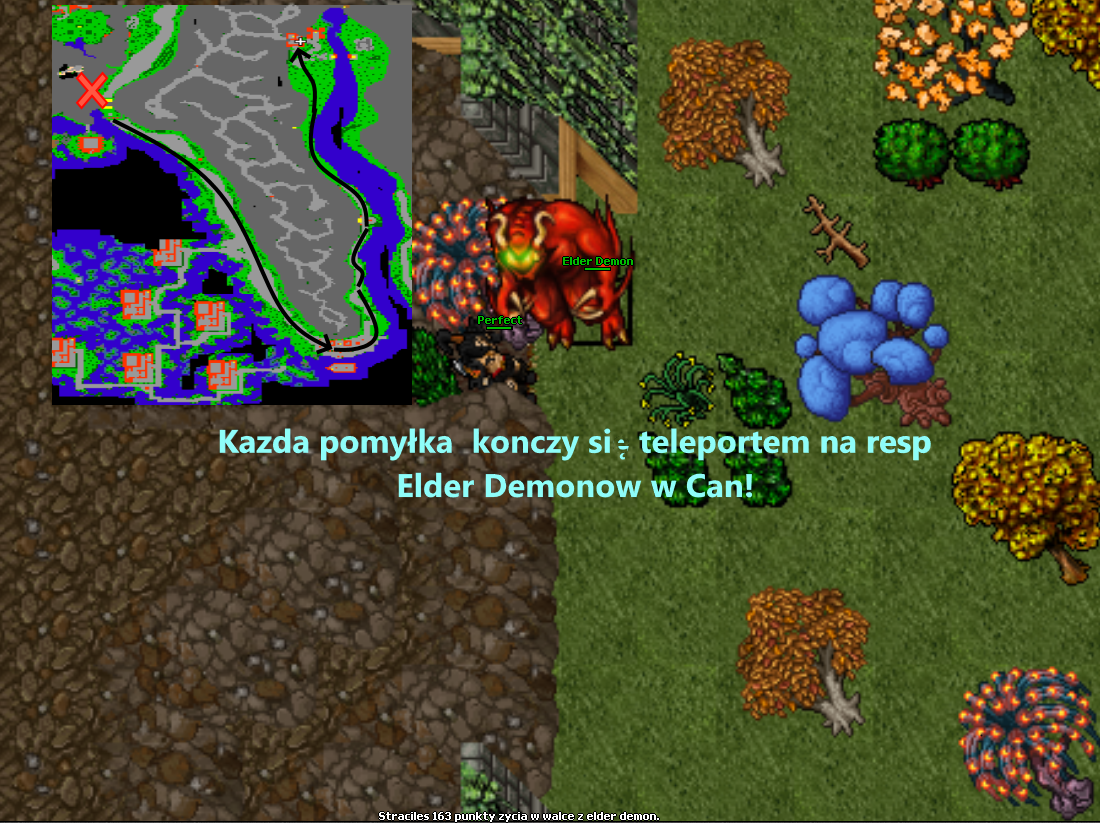 Elder Demon
Perfect
Kazda pomyłka konczy się teleportem na resp
Elder Demonow w Can!
Straciles 163 punkty zycia w walce z elder demon.